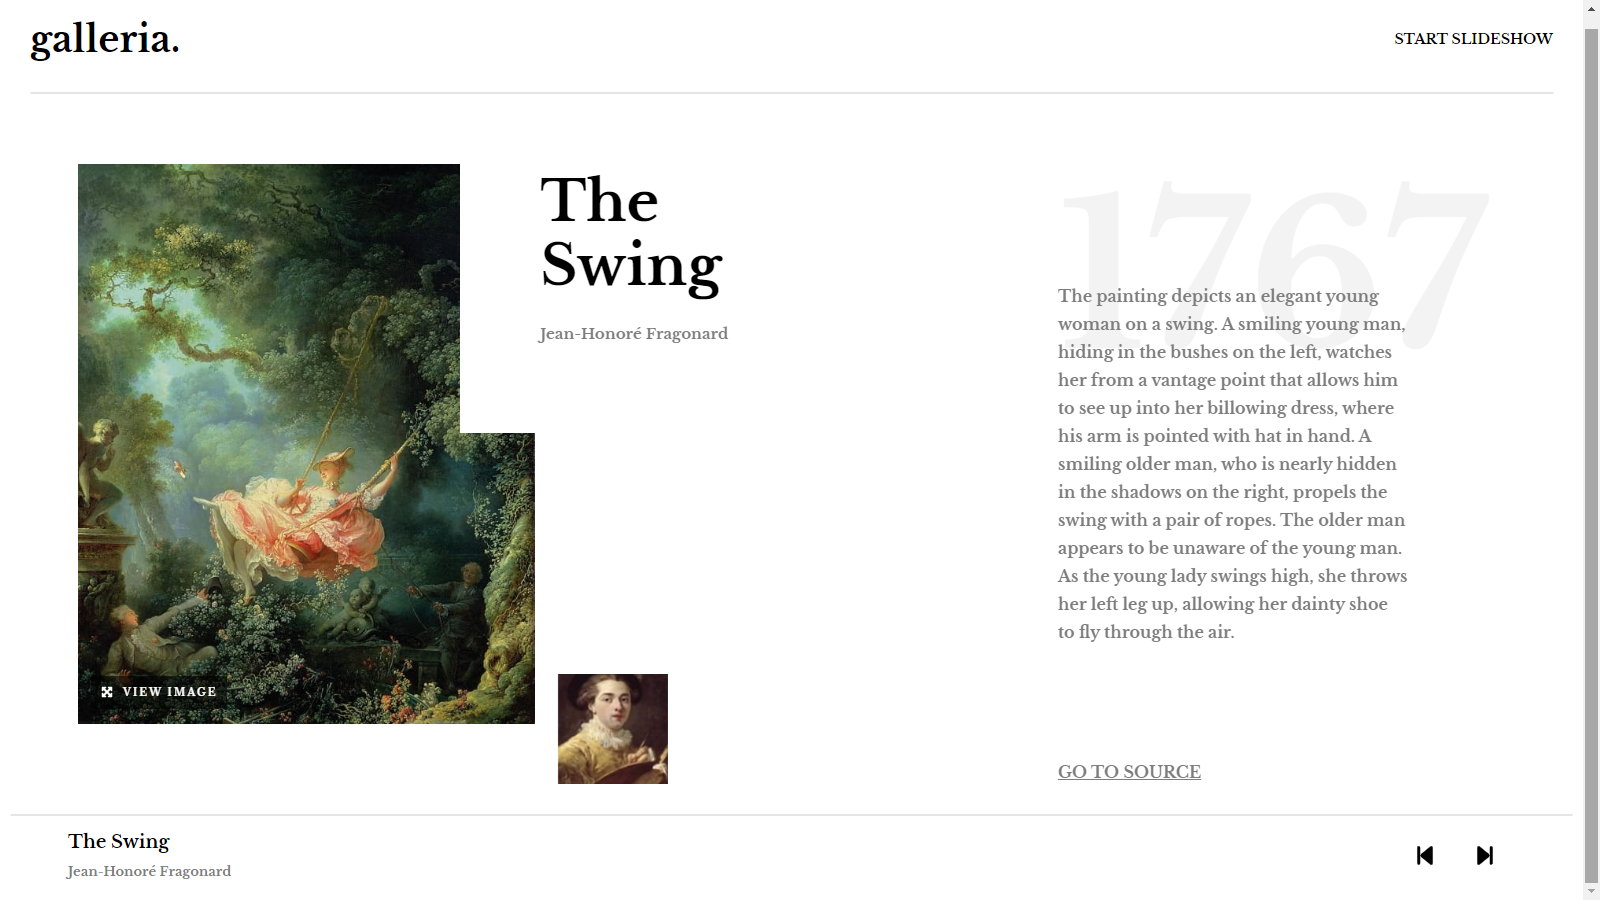 galleria.
START SLIDESHOW
The
Swing
Jean-Honoré Fragonard
1767
The painting depicts an elegant young
woman on a swing. A smiling young man,
hiding in the bushes on the left, watches
her from a vantage point that allows him
to see up into her billowing dress, where
his arm is pointed with hat in hand. A
smiling older man, who is nearly hidden
in the shadows on the right, propels the
swing with a pair of ropes. The older man
appears to be unaware of the young man.
As the young lady swings high, she throws
her left leg up, allowing her dainty shoe
to fly through the air.
VIEW IMAGE
GO TO SOURCE
The Swing
Jean-Honoré Fragonard